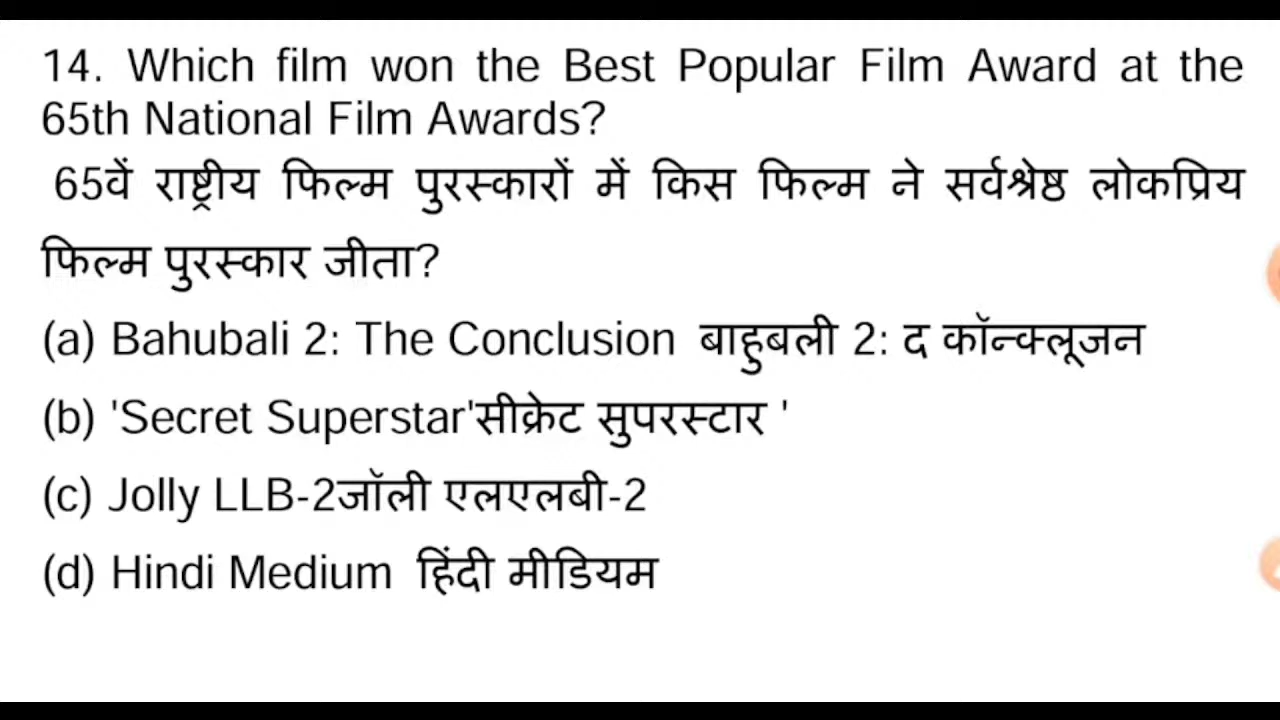 14. Which film won the Best Popular Film Award at the
65th National Film Awards?
65वें राष्ट्रीय फिल्म पुरस्कारों में किस फिल्म ने सर्वश्रेष्ठ लोकप्रिय
फिल्म पुरस्कार जीता?
(a) Bahubali 2: The Conclusion बाहुबली 2: द कॉन्क्लूजन
(b) 'Secret Superstar'सीक्रेट सुपरस्टार '
(c) Jolly LLB-2जॉली एलएलबी-2
(d) Hindi Medium हिंदी मीडियम